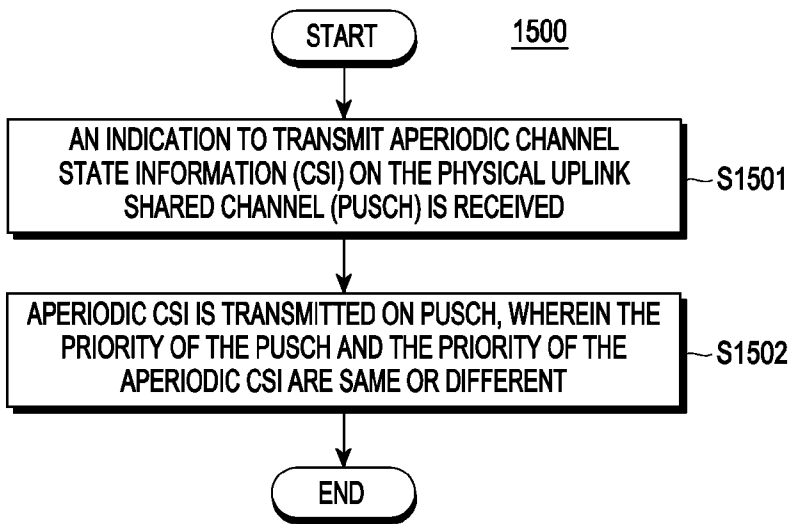 START
1500
AN INDICATION TO TRANSMIT APERIODIC CHANNEL
STATE INFORMATION (CSI) ON THE PHYSICAL UPLINK
SHARED CHANNEL (PUSCH) IS RECEIVED
S1501
APERIODIC CSI IS TRANSMITTED ON PUSCH, WHEREIN THE
PRIORITY OF THE PUSCH AND THE PRIORITY OF THE
APERIODIC CSI ARE SAME OR DIFFERENT
S1502
END